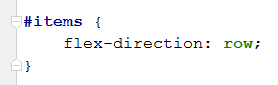 #items {
    flex-direction: row;
}